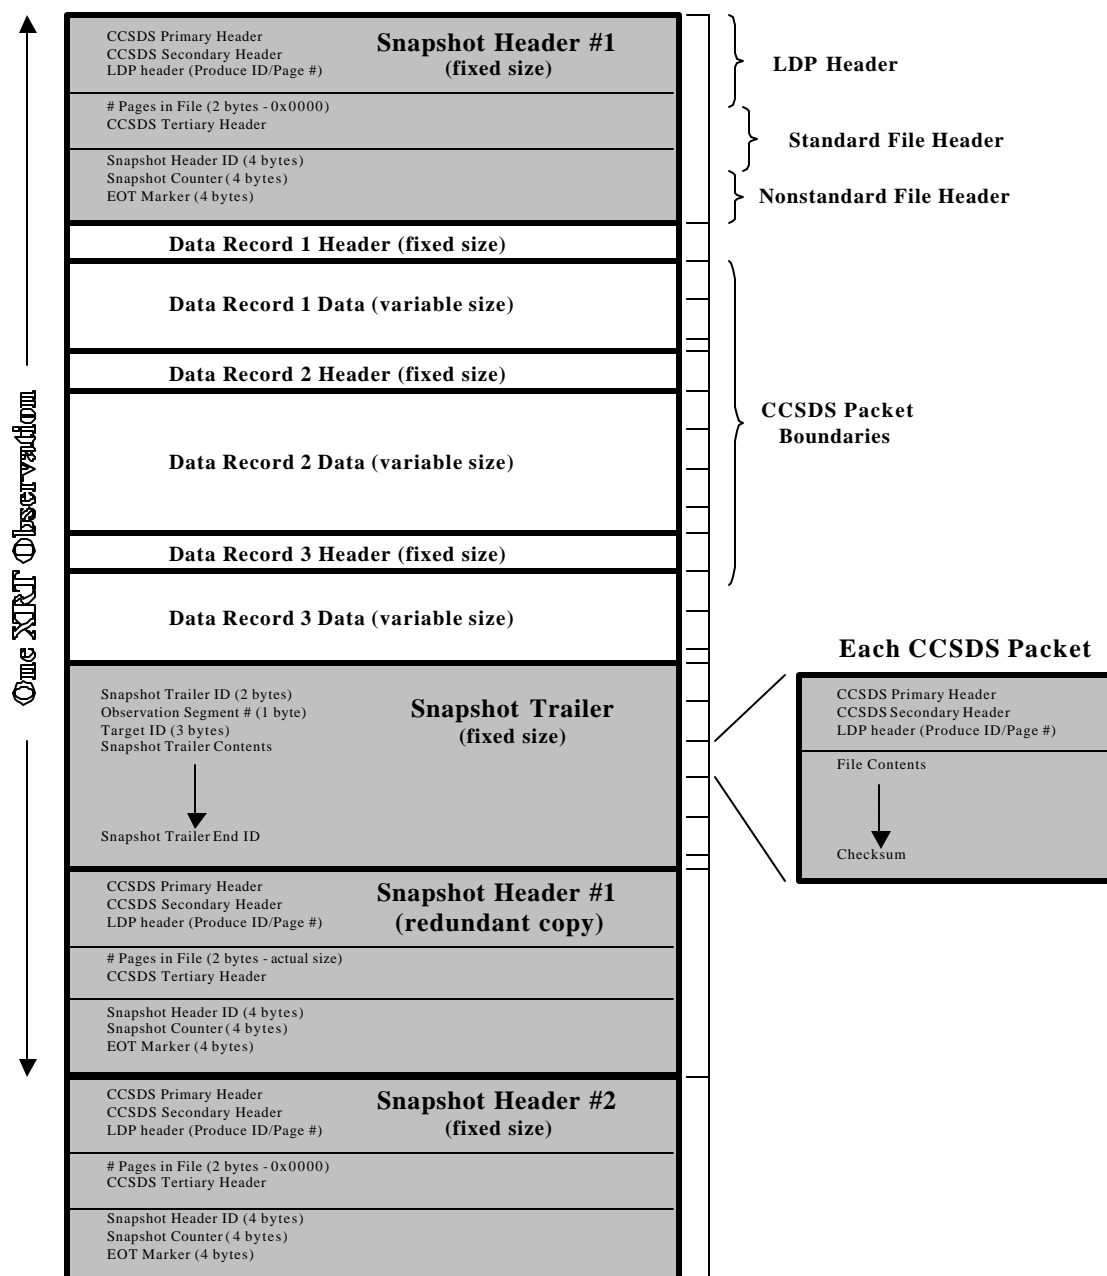 One XRT Observation
CCSDS Primary Header
CCSDS Secondary Header
LDP header (Produce ID/Page #)
Snapshot Header #1
(fixed size)
# Pages in File (2 bytes - 0x0000)
CCSDS Tertiary Header
Snapshot Header ID (4 bytes)
Snapshot Counter (4 bytes)
EOT Marker (4 bytes)
LDP Header
Standard File Header
Nonstandard File Header
Data Record 1 Header (fixed size)
Data Record 1 Data (variable size)
Data Record 2 Header (fixed size)
Data Record 2 Data (variable size)
Data Record 3 Header (fixed size)
Data Record 3 Data (variable size)
CCSDS Packet
Boundaries
Snapshot Trailer ID (2 bytes)
Observation Segment # (1 byte)
Target ID (3 bytes)
Snapshot Trailer Contents
Snapshot Trailer End ID
Snapshot Trailer
(fixed size)
Each CCSDS Packet
CCSDS Primary Header
CCSDS Secondary Header
LDP header (Produce ID/Page #)
File Contents
Checksum
CCSDS Primary Header
CCSDS Secondary Header
LDP header (Produce ID/Page #)
Snapshot Header #1
(redundant copy)
# Pages in File (2 bytes - actual size)
CCSDS Tertiary Header
Snapshot Header ID (4 bytes)
Snapshot Counter (4 bytes)
EOT Marker (4 bytes)
CCSDS Primary Header
CCSDS Secondary Header
LDP header (Produce ID/Page #)
Snapshot Header #2
(fixed size)
# Pages in File (2 bytes - 0x0000)
CCSDS Tertiary Header
Snapshot Header ID (4 bytes)
Snapshot Counter (4 bytes)
EOT Marker (4 bytes)